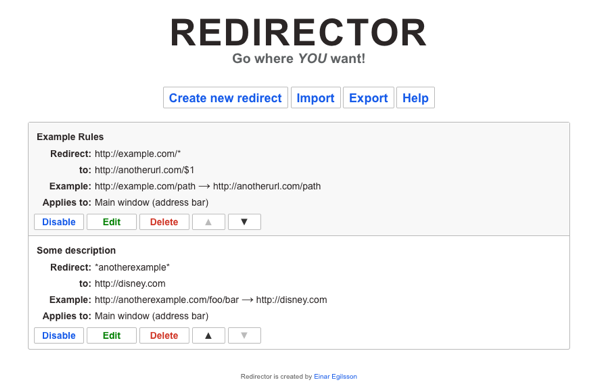 REDIRECTOR
Go where YOU want!
Create new redirect Import Export Help
Example Rules
Redirect: http://example.com/*
to: http://anotherurl.com/$1
Example: http://example.com/path → http://anotherurl.com/path
Applies to: Main window (address bar)
Disable Edit Delete ▲ ▼
Some description
Redirect: *anotherexample*
to: http://disney.com
Example: http://anotherexample.com/foo/bar → http://disney.com
Applies to: Main window (address bar)
Disable Edit Delete ▲ ▼
Redirector is created by Einar Egilsson